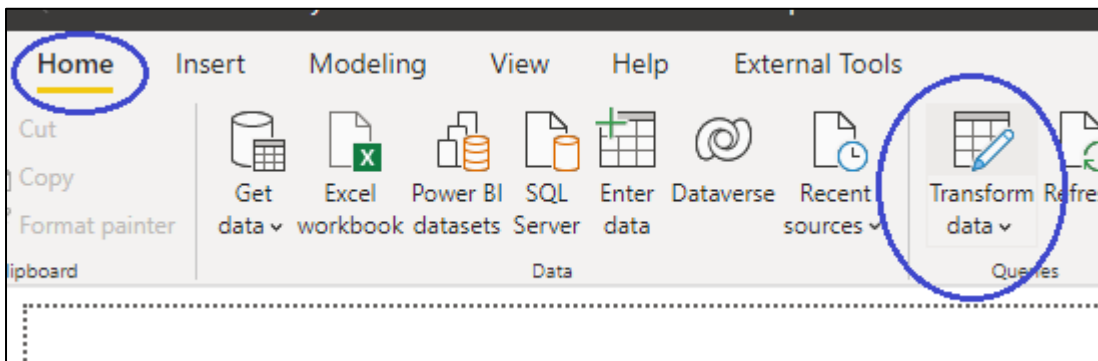 Home Insert Modeling View Help External Tools
Cut
Copy
Format painter
Get Excel Power BI SQL Enter Dataverse Recent Transform
data workbook datasets Server data sources data
Data Queries